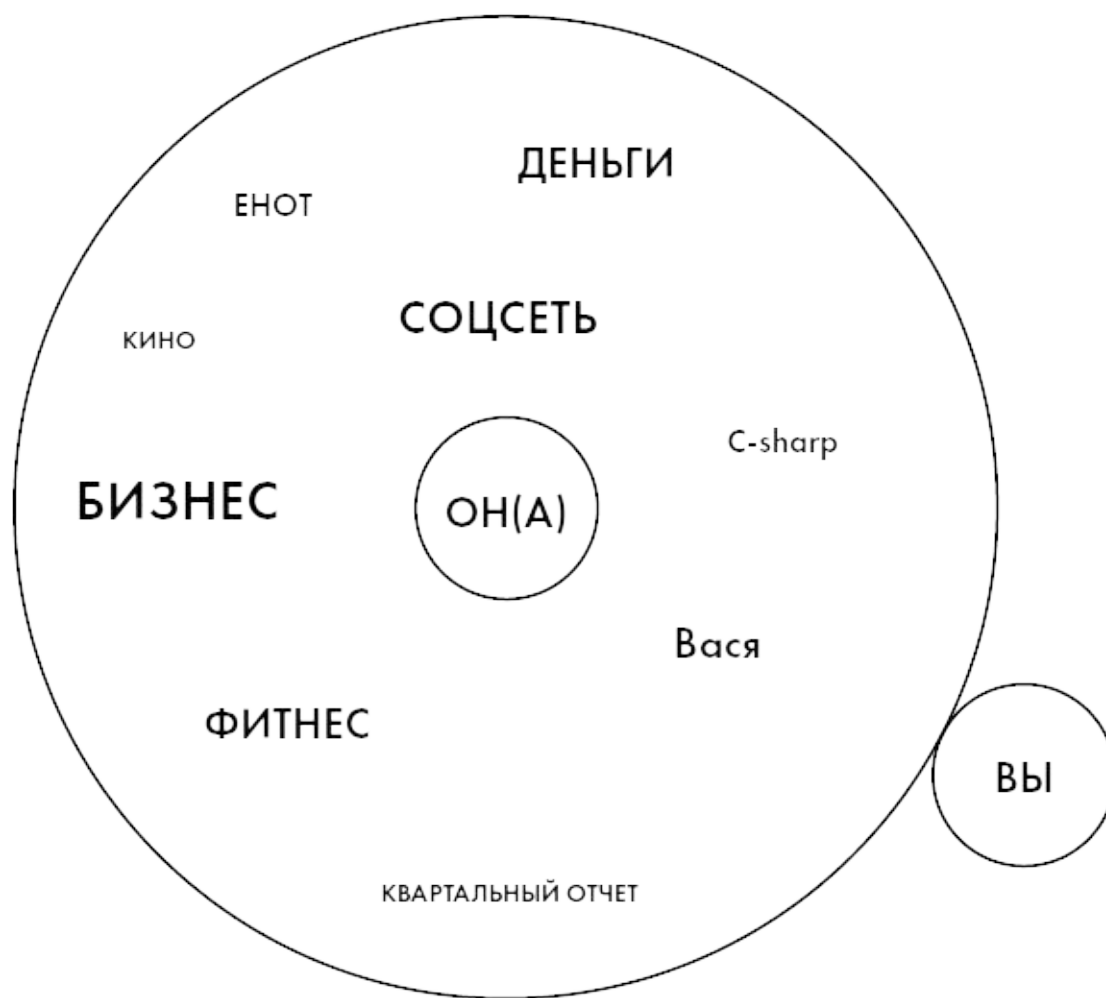 ДЕНЬГИ
ЕНОТ
СОЦСЕТЬ
КИНО
C-sharp
БИЗНЕС
ОН(А)
Вася
ФИТНЕС
ВЫ
КВАРТАЛЬНЫЙ ОТЧЕТ